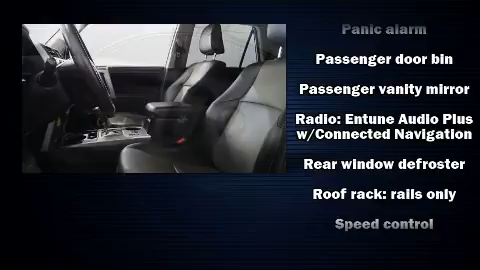 Panic alarm
Passenger door bin
Passenger vanity mirror
Radio: Entune Audio Plus
w/Connected Navigation
Rear window defroster
Roof rack: rails only
Speed control